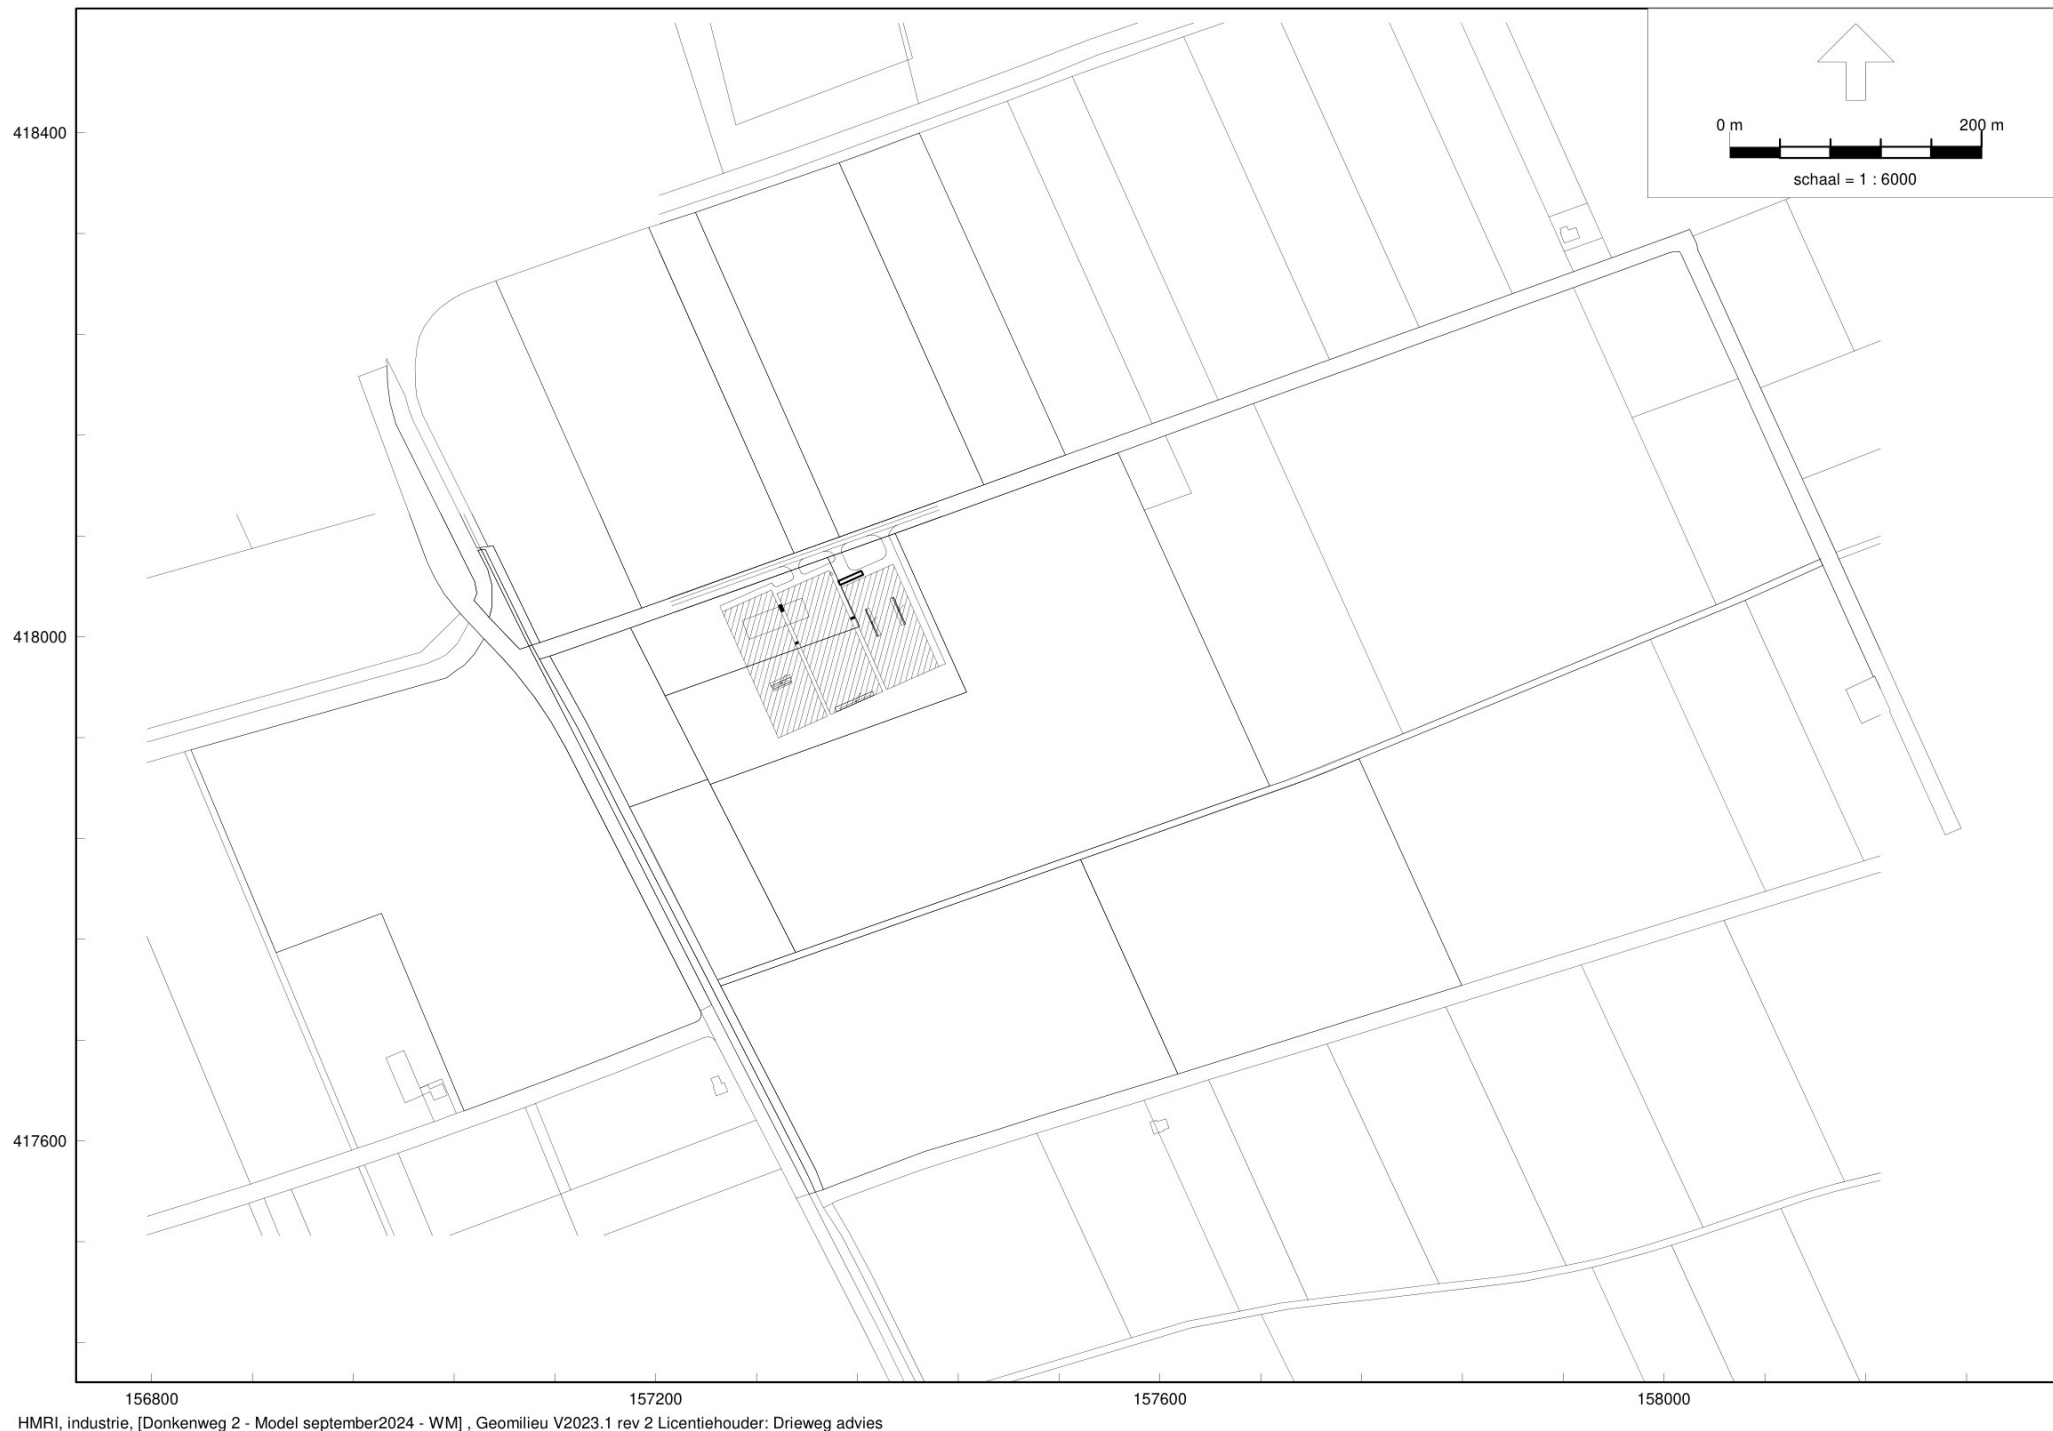 0 m 200 m
schaal = 1 : 6000
418400
418000
417600
156800 157200 157600 158000
HMRI, industrie, [Donkenweg 2 - Model september2024 - WM] , Geomilieu V2023.1 rev 2 Licentiehouder: Drieweg advies